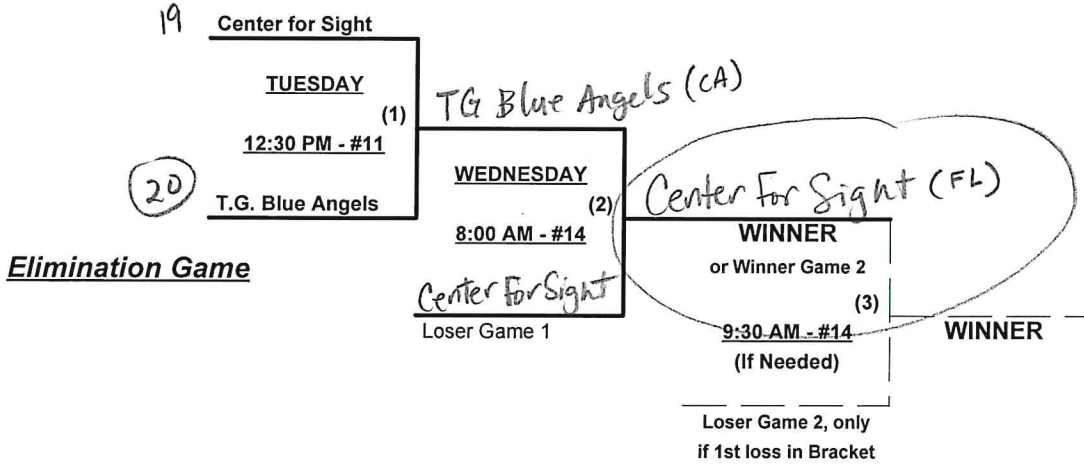 19 Center for Sight
TUESDAY
(1)
12:30 PM - #11
20 T.G. Blue Angels
TG Blue Angels (CA)
Elimination Game
WEDNESDAY
(2)
8:00 AM - #14
Center For Sight
Loser Game 1
Center For Sight (FL)
WINNER
or Winner Game 2
(3)
9:30 AM - #14
(If Needed)
WINNER
Loser Game 2, only
if 1st loss in Bracket